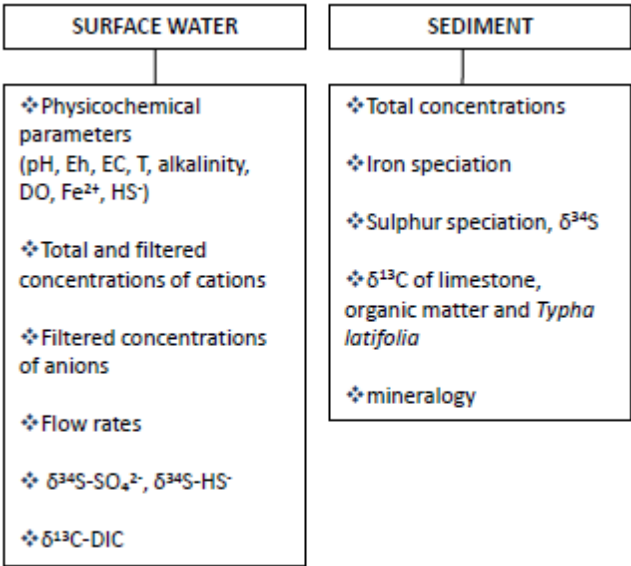 SURFACE WATER
❖Physicochemical
parameters
(pH, Eh, EC, T, alkalinity,
DO, Fe²⁺, HS⁻)
❖Total and filtered
concentrations of cations
❖Filtered concentrations
of anions
❖Flow rates
❖ δ³⁴S-SO₄²⁻, δ³⁴S-HS⁻
❖δ¹³C-DIC
SEDIMENT
❖Total concentrations
❖Iron speciation
❖Sulphur speciation, δ³⁴S
❖δ¹³C of limestone,
organic matter and Typha
latifolia
❖mineralogy